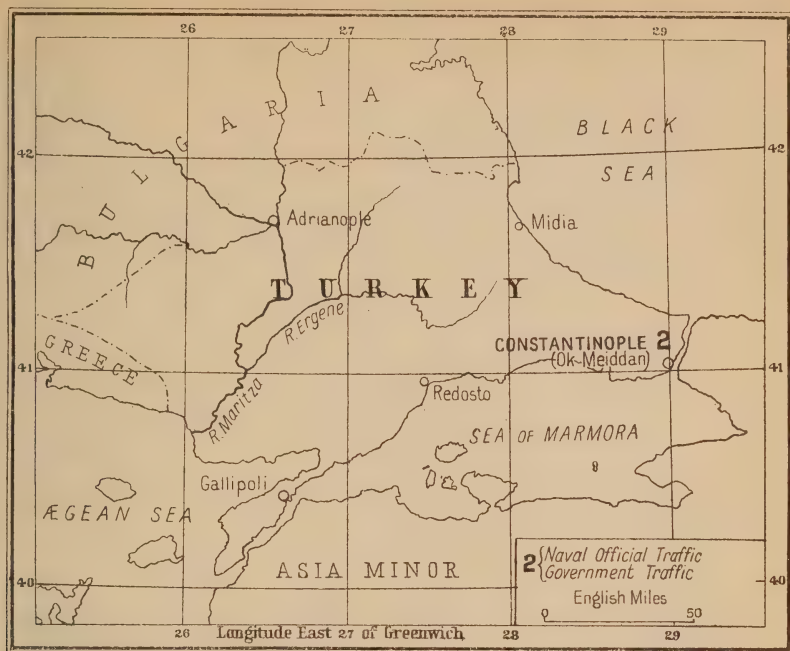 26 27 28 29
BULGARIA
BLACK
SEA
42 42
Adrianople
Midia
TURKEY
R. Ergene
CONSTANTINOPLE 2
(Ok-Meiddan)
GREECE
41 41
R. Maritza
Redosto
SEA OF MARMORA
Gallipoli
ÆGEAN SEA
ASIA MINOR
40 40
2 { Naval Official Traffic
Government Traffic
English Miles
0 50
26 Longitude East 27 of Greenwich 28 29